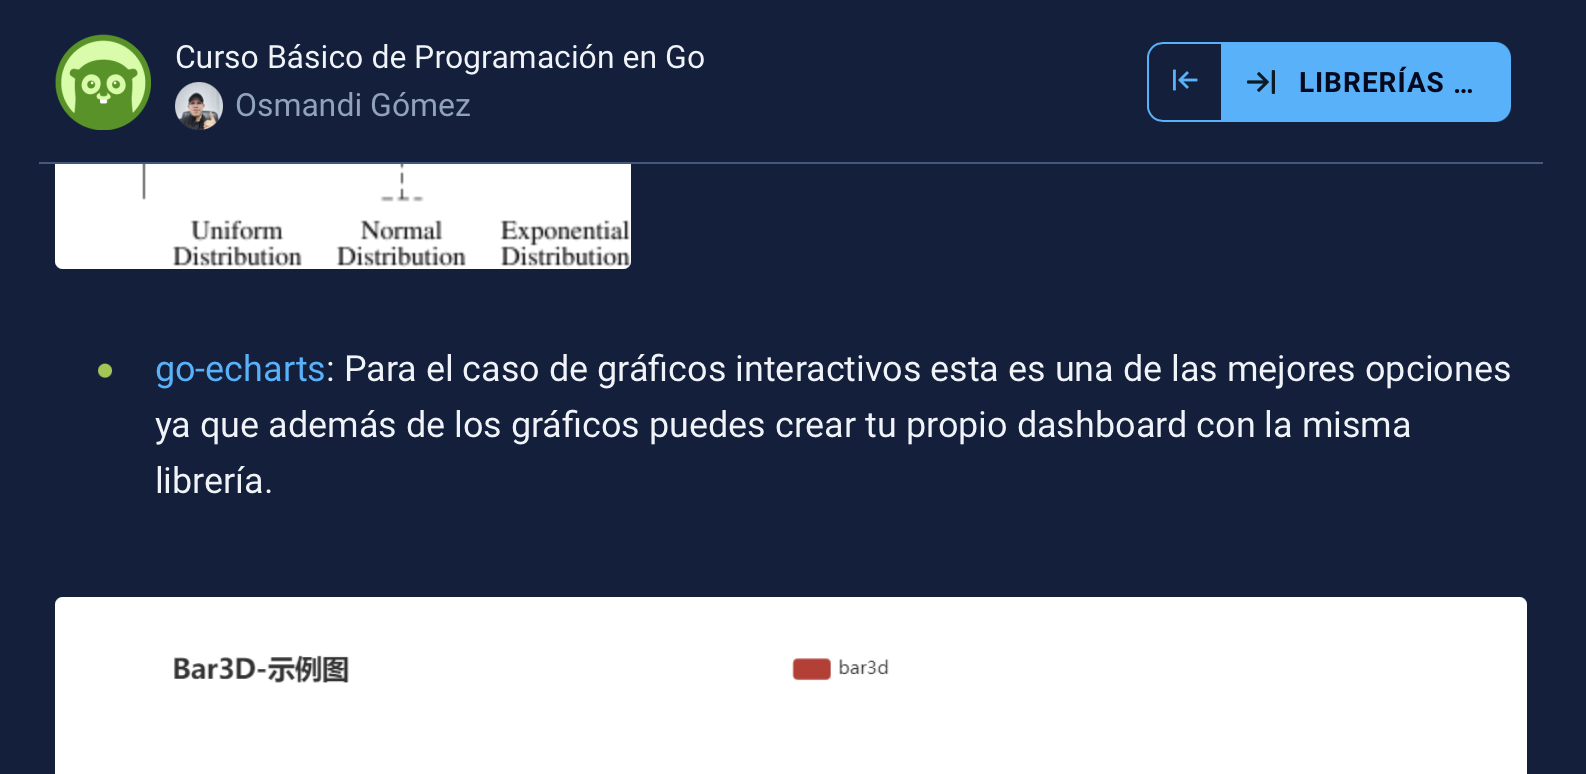 Curso Básico de Programación en Go
Osmandi Gómez
LIBRERÍAS ...
Uniform Distribution
Normal Distribution
Exponential Distribution
go-echarts: Para el caso de gráficos interactivos esta es una de las mejores opciones
ya que además de los gráficos puedes crear tu propio dashboard con la misma
librería.
Bar3D-示例图
bar3d